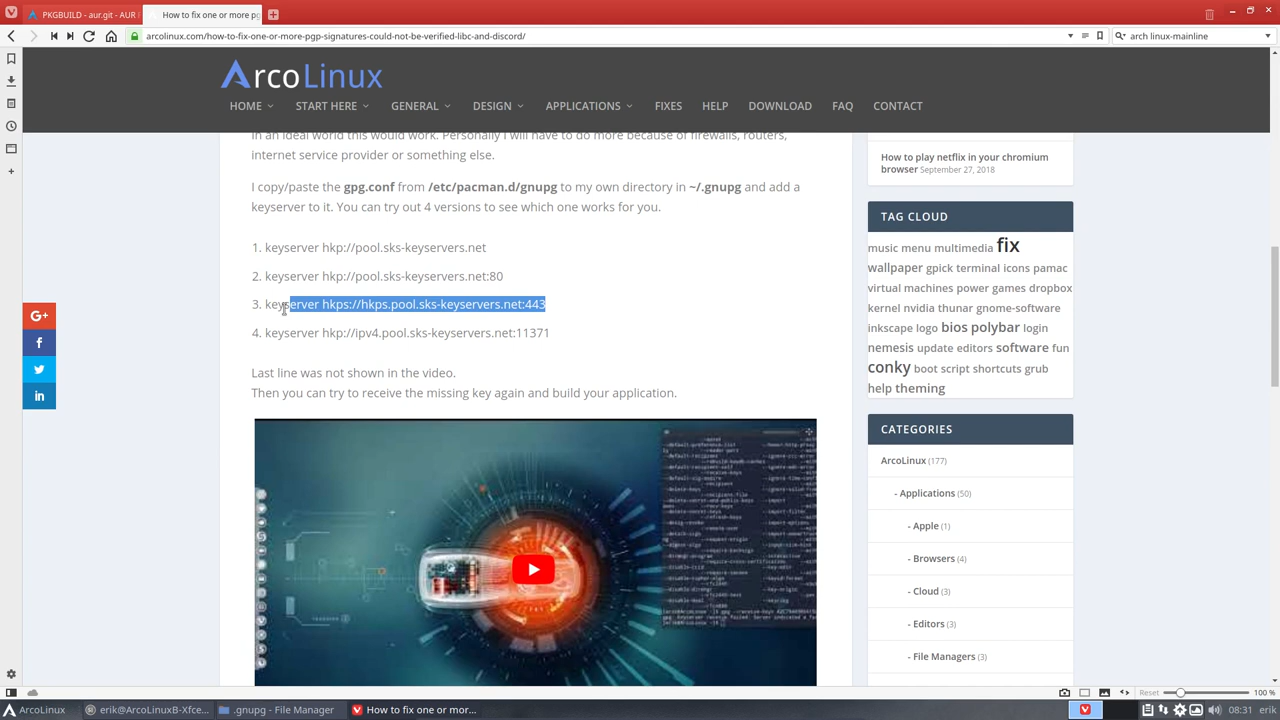 PKGBUILD - aur.git - AUR
How to fix one or more pg
arcolinux.com/how-to-fix-one-or-more-pgp-signatures-could-not-be-verified-libc-and-discord/
arch linux-mainline
ArcoLinux
HOME
START HERE
GENERAL
DESIGN
APPLICATIONS
FIXES
HELP
DOWNLOAD
FAQ
CONTACT
In an ideal world this would work. Personally I will have to do more because of firewalls, routers,
internet service provider or something else.
I copy/paste the gpg.conf from /etc/pacman.d/gnupg to my own directory in ~/.gnupg and add a
keyserver to it. You can try out 4 versions to see which one works for you.
1. keyserver hkp://pool.sks-keyservers.net
2. keyserver hkp://pool.sks-keyservers.net:80
3. keyserver hkps://hkps.pool.sks-keyservers.net:443
4. keyserver hkp://ipv4.pool.sks-keyservers.net:11371
Last line was not shown in the video.
Then you can try to receive the missing key again and build your application.
How to play netflix in your chromium
browser September 27, 2018
TAG CLOUD
music menu multimedia fix
wallpaper gpick terminal icons pamac
virtual machines power games dropbox
kernel nvidia thunar gnome-software
inkscape logo bios polybar login
nemesis update editors software fun
conky boot script shortcuts grub
help theming
CATEGORIES
ArcoLinux (177)
- Applications (50)
- Apple (1)
- Browsers (4)
- Cloud (3)
- Editors (3)
- File Managers (3)
Reset
100 %
ArcoLinux
erik@ArcoLinuxB-Xfce...
.gnupg - File Manager
How to fix one or mor...
08:31
erik